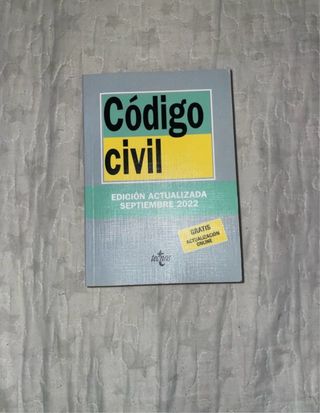 Código
civil
EDICIÓN ACTUALIZADA
SEPTIEMBRE 2022
GRATIS
ACTUALIZACIÓN
ONLINE
tecnos